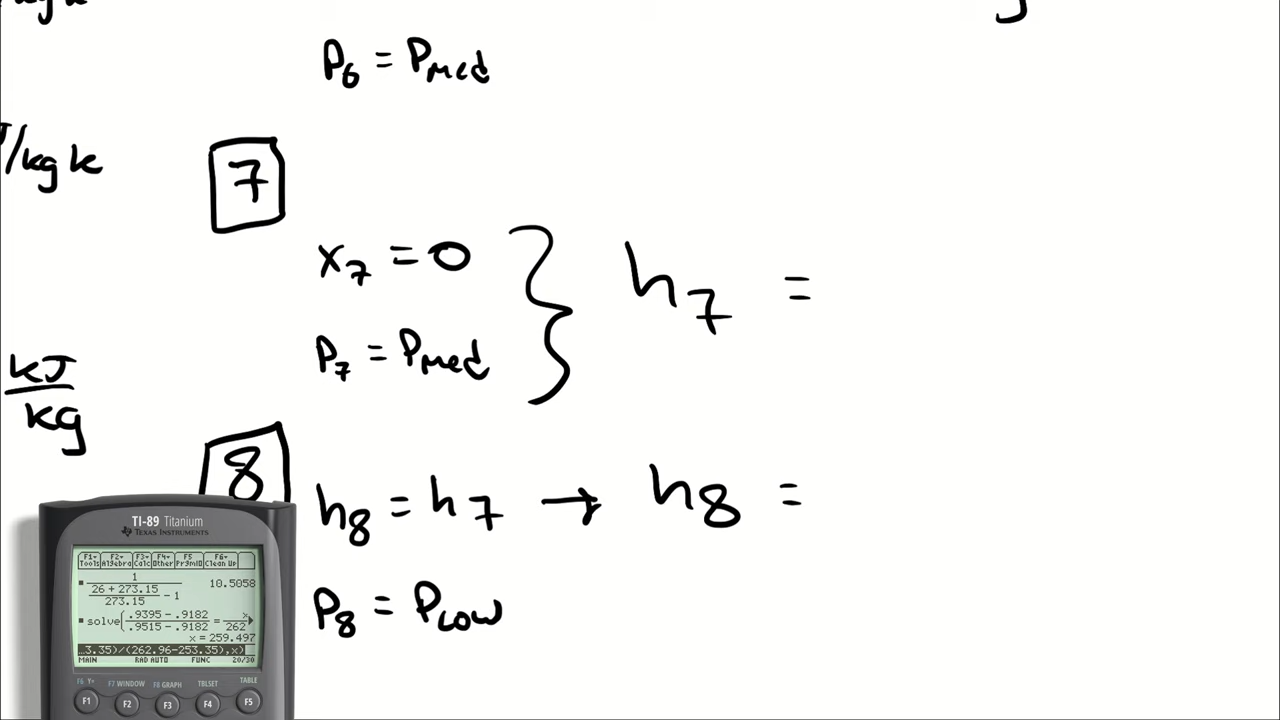 P6 = Pmed
/kg k
7
x7 = 0
h7 =
P7 = Pmed
kJ
kg
8
h8 = h7 → h8 =
P8 = Plow
TI-89 Titanium
TEXAS INSTRUMENTS
F1 F2 F3 F4 F5 F6
Tools Algebra Calc Other PrgmIO Clean Up
1
26 + 273.15
273.15 - 1
10.5058
solve( .9395 - .9182 = x
.9515 - .9182 262
x = 259.497
3.35)/(262.96-253.35),x)
MAIN RAD AUTO FUNC 20/30
F6 Y= F7 WINDOW F8 GRAPH TBLSET TABLE
F1 F2 F3 F4 F5